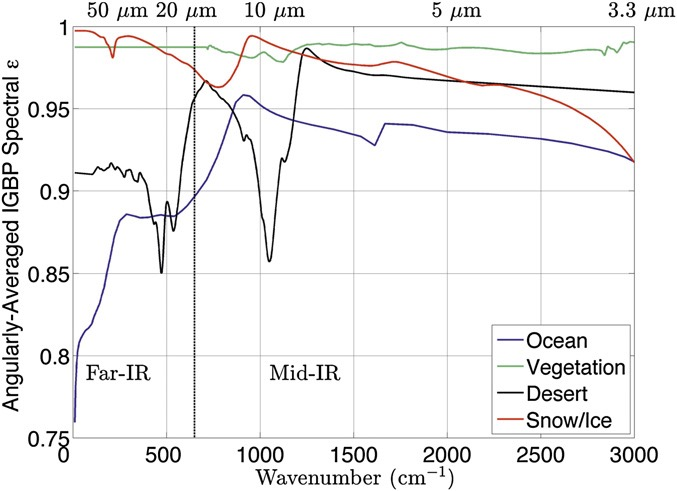 50 μm 20 μm 10 μm 5 μm 3.3 μm
Angularly-Averaged IGBP Spectral ε
1
0.95
0.9
0.85
0.8
0.75
Far-IR Mid-IR
Ocean
Vegetation
Desert
Snow/Ice
0 500 1000 1500 2000 2500 3000
Wavenumber (cm⁻¹)